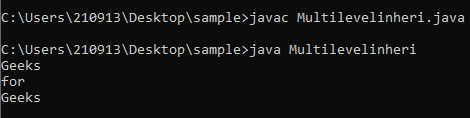 C:\Users\210913\Desktop\sample>javac Multilevelinheri.java
C:\Users\210913\Desktop\sample>java Multilevelinheri
Geeks
for
Geeks